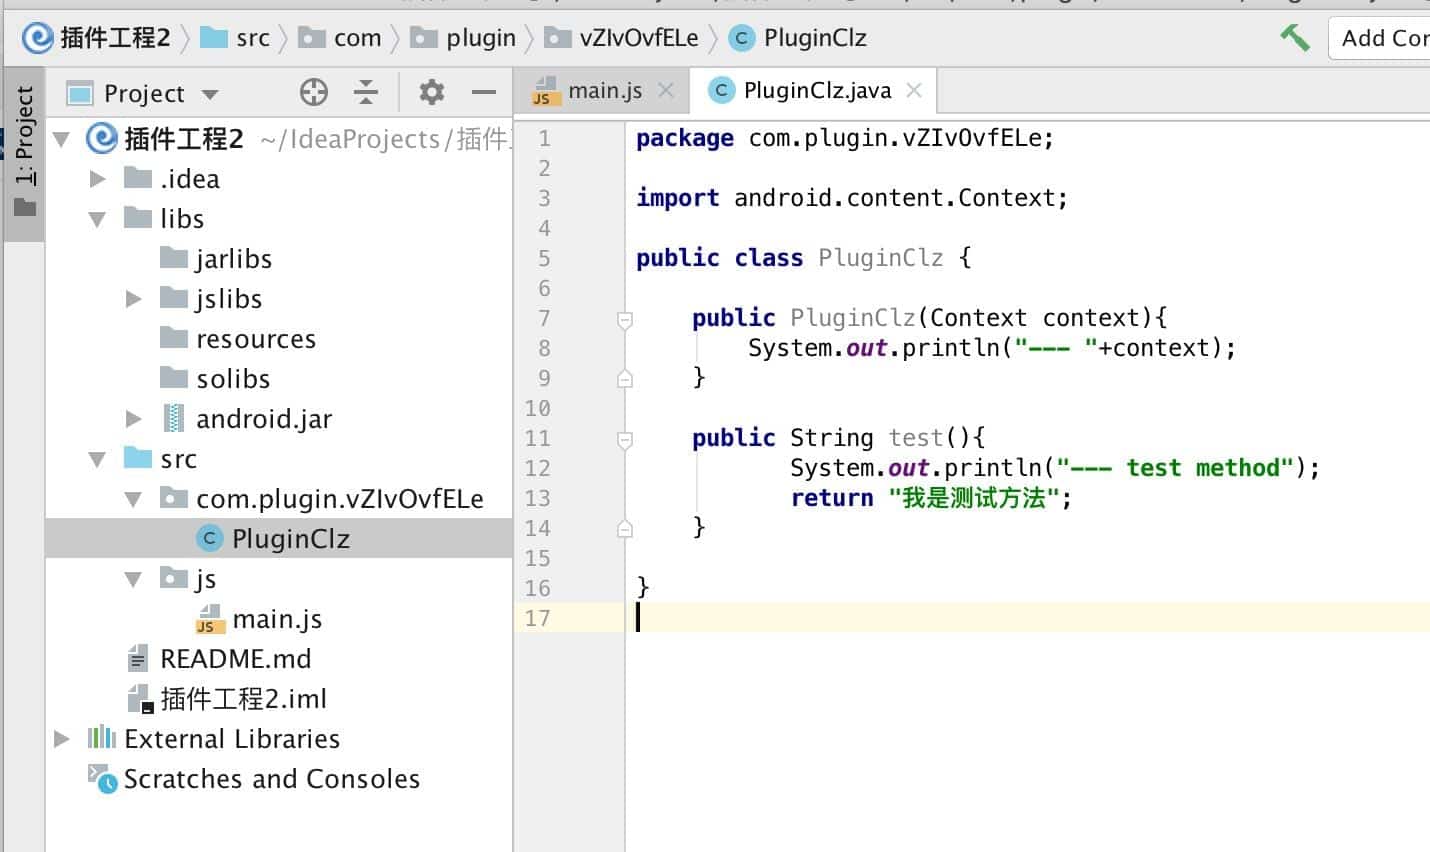 插件工程2 src com plugin vZIvOvfELe C PluginClz Add Cor
1: Project
Project
插件工程2 ~/IdeaProjects/插件
.idea
libs
jarlibs
jslibs
resources
solibs
android.jar
src
com.plugin.vZIvOvfELe
C PluginClz
js
JS main.js
README.md
插件工程2.iml
External Libraries
Scratches and Consoles
JS main.js C PluginClz.java
1 package com.plugin.vZIvOvfELe;
2
3 import android.content.Context;
4
5 public class PluginClz {
6
7 public PluginClz(Context context){
8 System.out.println("--- "+context);
9 }
10
11 public String test(){
12 System.out.println("--- test method");
13 return "我是测试方法";
14 }
15
16 }
17